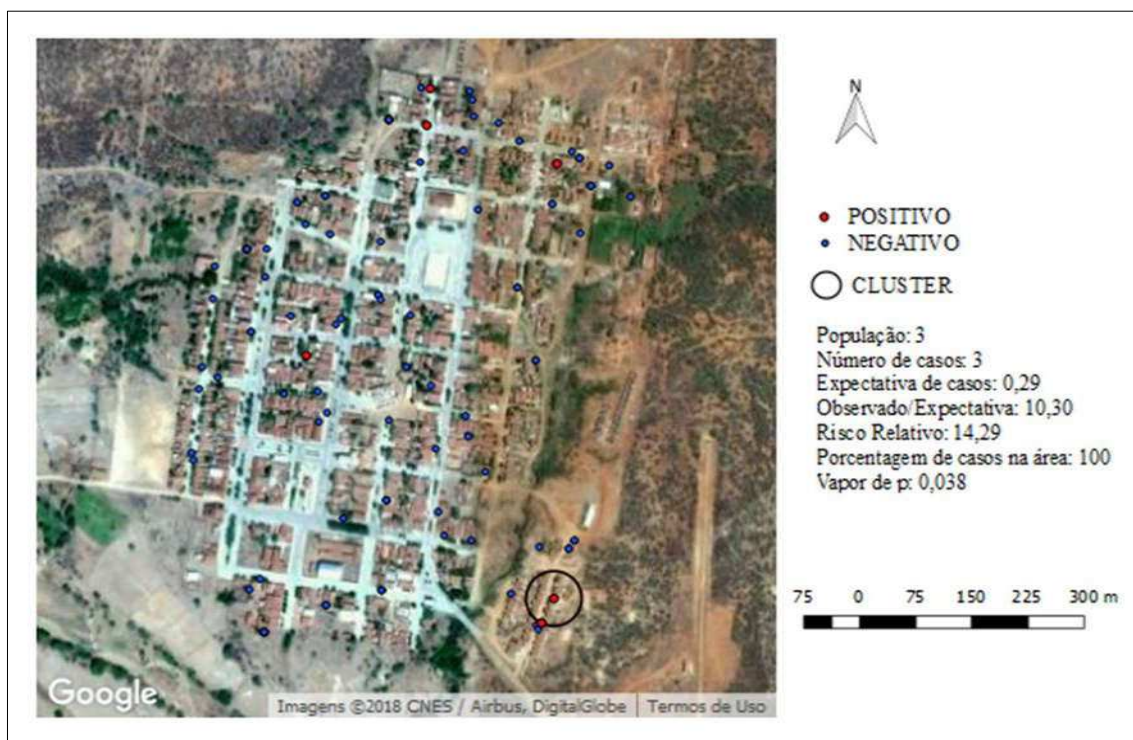 N
POSITIVO
NEGATIVO
CLUSTER
População: 3
Número de casos: 3
Expectativa de casos: 0,29
Observado/Expectativa: 10,30
Risco Relativo: 14,29
Porcentagem de casos na área: 100
Vapor de p: 0,038
75 0 75 150 225 300 m
Google
Imagens ©2018 CNES / Airbus, DigitalGlobe Termos de Uso